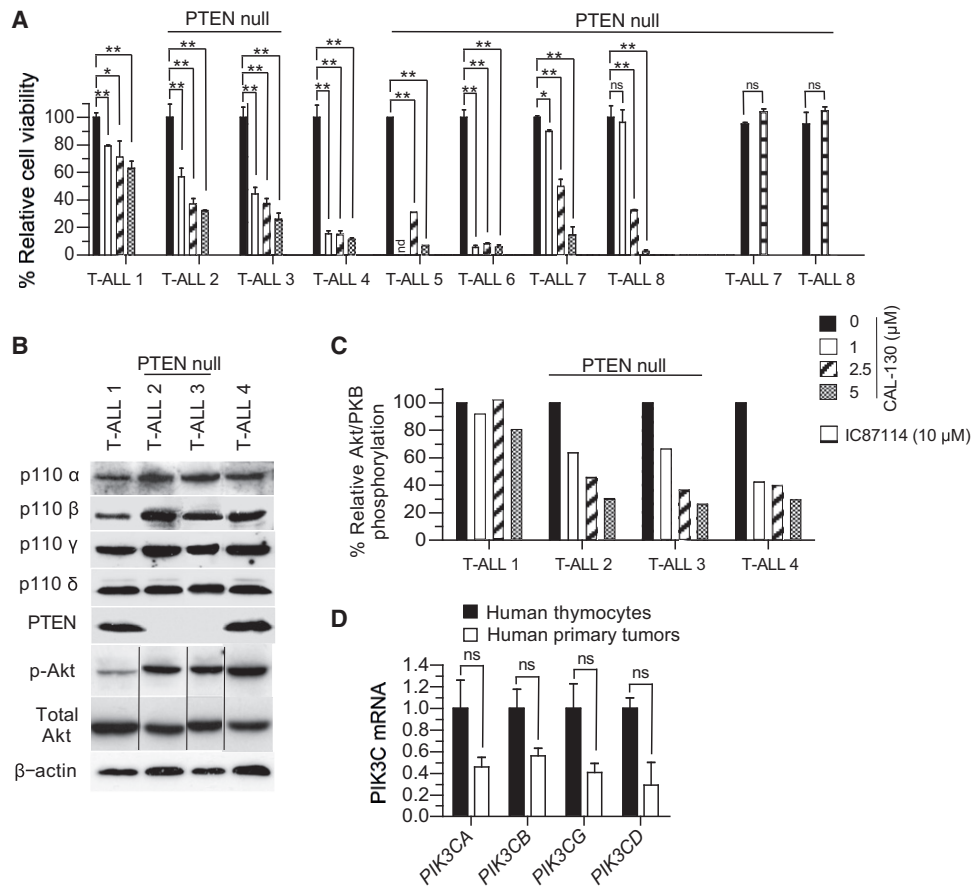 A
PTEN null
PTEN null
% Relative cell viability
100
80
60
40
20
0
** * **
** ** **
** ** **
** ** **
** **
** ** **
* ** **
ns ** **
ns
ns
nd
T-ALL 1 T-ALL 2 T-ALL 3 T-ALL 4 T-ALL 5 T-ALL 6 T-ALL 7 T-ALL 8 T-ALL 7 T-ALL 8
0
1
2.5
5
CAL-130 (µM)
IC87114 (10 µM)
B
PTEN null
T-ALL 1
T-ALL 2
T-ALL 3
T-ALL 4
p110 α
p110 β
p110 γ
p110 δ
PTEN
p-Akt
Total
Akt
β−actin
C
PTEN null
% Relative Akt/PKB
phosphorylation
100
80
60
40
20
0
T-ALL 1 T-ALL 2 T-ALL 3 T-ALL 4
D
Human thymocytes
Human primary tumors
PIK3C mRNA
1.4
1.2
1.0
0.8
0.6
0.4
0.2
0.0
ns ns ns ns
PIK3CA
PIK3CB
PIK3CG
PIK3CD